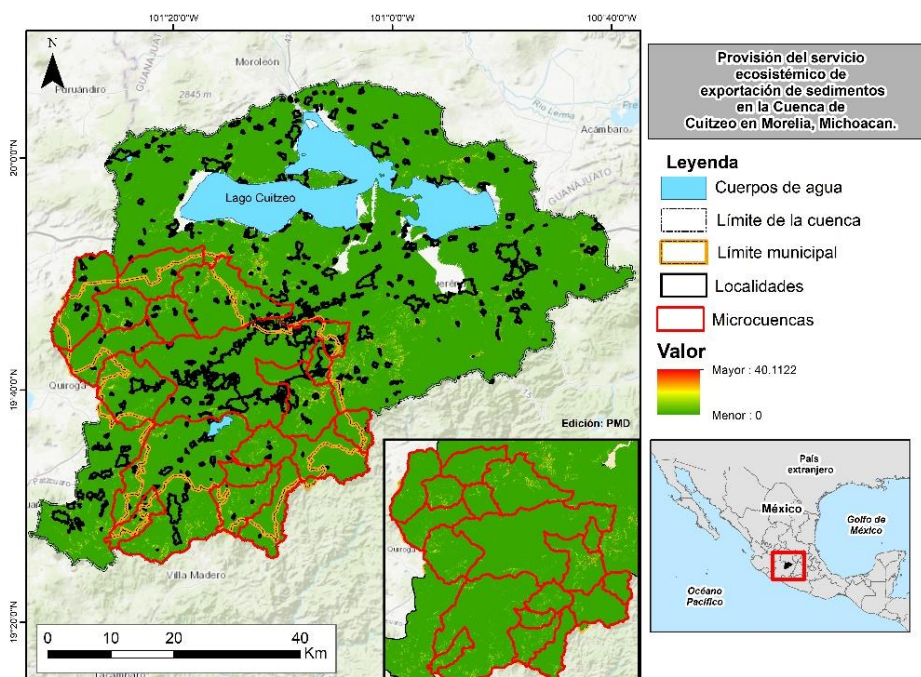 101°20'0"W
101°0'0"W
100°40'0"W
20°0'0"N
19°40'0"N
19°20'0"N
N
Moroleón
43
GUANAJUATO
Puruándiro
2845 m
Río Lerma
Acámbaro
GUANAJUATO
Lago Cuitzeo
Quiroga
Villa Madero
Edición: PMD
Quiroga
0 10 20 40
Km
Provisión del servicio
ecosistémico de
exportación de sedimentos
en la Cuenca de
Cuitzeo en Morelia, Michoacan.
Leyenda
Cuerpos de agua
Límite de la cuenca
Límite municipal
Localidades
Microcuencas
Valor
Mayor : 40.1122
Menor : 0
País
extranjero
México
Golfo de
México
Océano
Pacífico